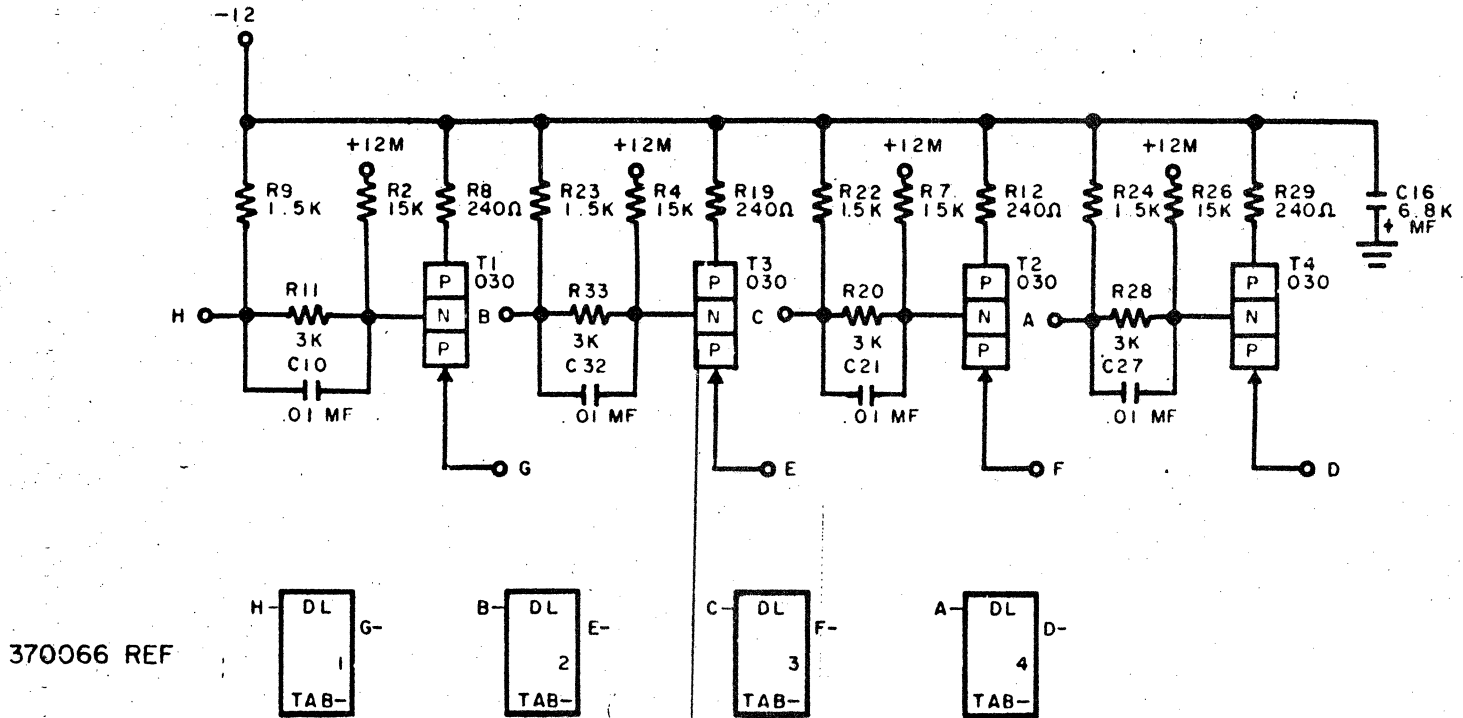 -12
+12M +12M +12M +12M
R9 R2 R8 R23 R4 R19 R22 R7 R12 R24 R26 R29 C16
1.5K 15K 240Ω 1.5K 15K 240Ω 1.5K 15K 240Ω 1.5K 15K 240Ω 6.8K
+ MF
T1 T3 T2 T4
P 030 P 030 P 030 P 030
H R11 N B R33 N C R20 N A R28 N
3K P 3K P 3K P 3K P
C10 C32 C21 C27
.01 MF .01 MF .01 MF .01 MF
G E F D
H- DL B- DL C- DL A- DL
G- E- F- D-
370066 REF 1 2 3 4
TAB- TAB- TAB- TAB-